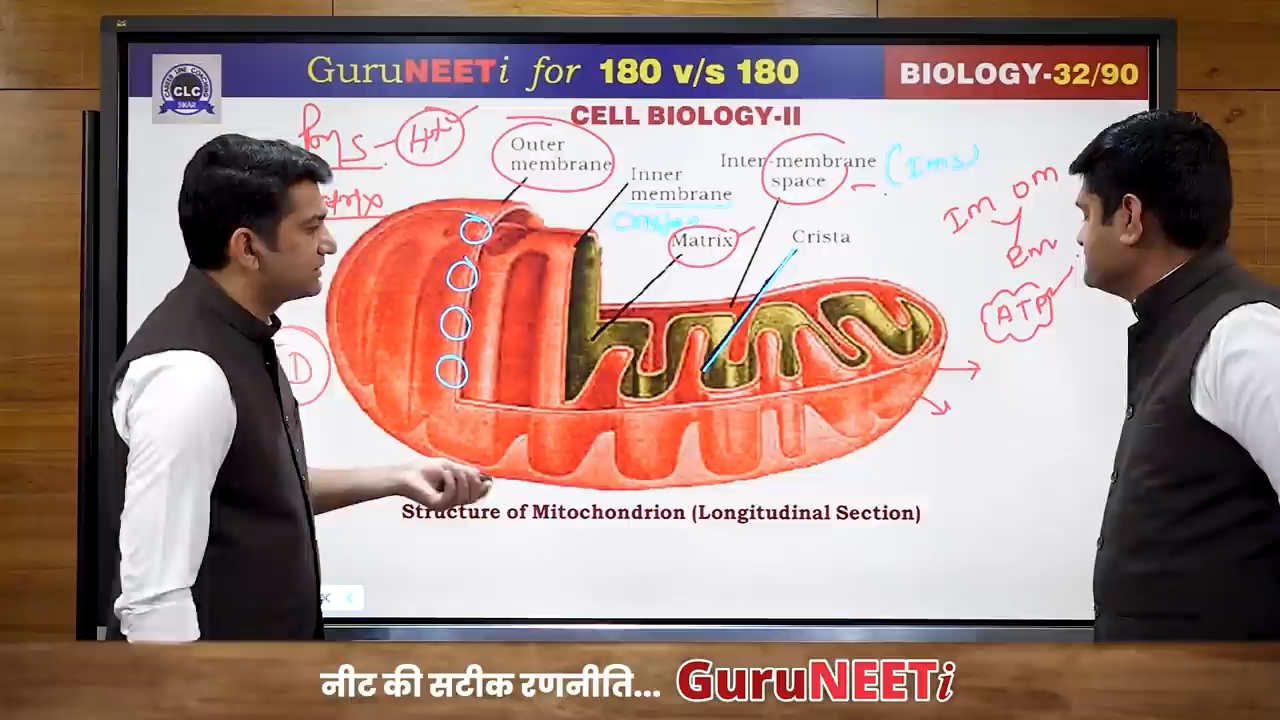 GuruNEETi for 180 v/s 180
BIOLOGY-32/90
CLC
SIKAR
CELL BIOLOGY-II
Outer
membrane
Inner
membrane
Inter-membrane
space
(Ims)
Matrix
Crista
Im
om
ATP
D
Structure of Mitochondrion (Longitudinal Section)
नीट की सटीक रणनीति... GuruNEETi